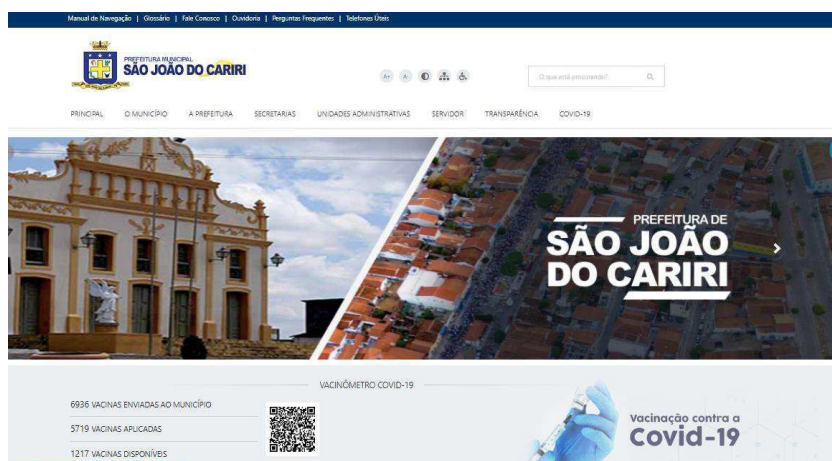 Manual de Navegação | Glossário | Fale Conosco | Ouvidoria | Perguntas Frequentes | Telefones Úteis
PREFEITURA MUNICIPAL
SÃO JOÃO DO CARIRI
A+ A- O que está procurando?
PRINCIPAL O MUNICÍPIO A PREFEITURA SECRETARIAS UNIDADES ADMINISTRATIVAS SERVIDOR TRANSPARÊNCIA COVID-19
PREFEITURA DE
SÃO JOÃO
DO CARIRI
VACINÔMETRO COVID-19
6936 VACINAS ENVIADAS AO MUNICÍPIO
5719 VACINAS APLICADAS
1217 VACINAS DISPONÍVEIS
Vacinação contra a
Covid-19